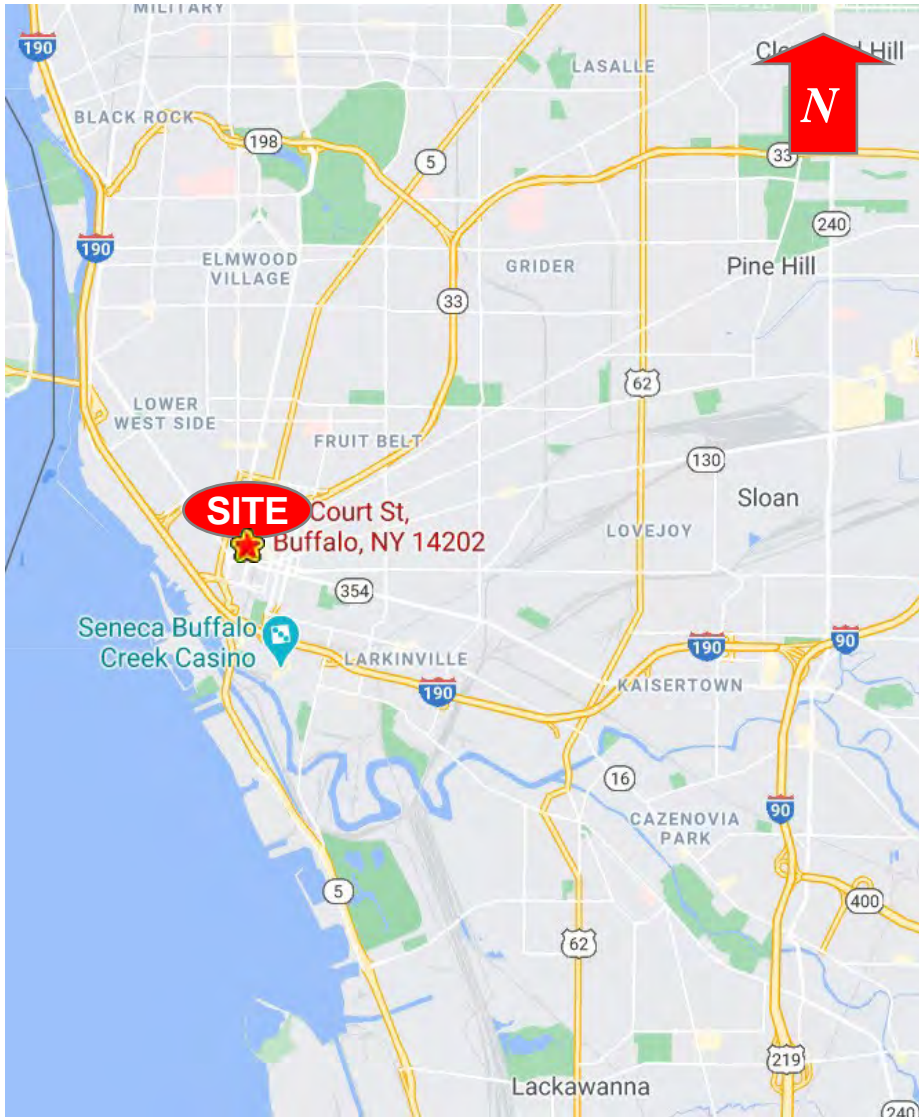 MILITARY
190
Hill
N
LASALLE
BLACK ROCK
198
5
33
190
240
ELMWOOD
VILLAGE
GRIDER
Pine Hill
33
62
LOWER
WEST SIDE
FRUIT BELT
130
Sloan
SITE
Court St,
Buffalo, NY 14202
LOVEJOY
354
Seneca Buffalo
Creek Casino
190
90
LARKINVILLE
190
KAISERTOWN
16
90
CAZENOVIA
PARK
5
400
62
219
Lackawanna
240